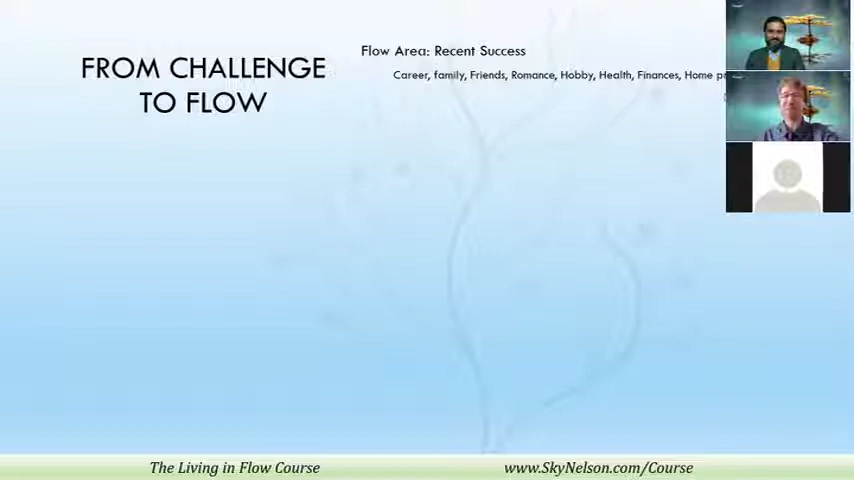 FROM CHALLENGE
TO FLOW
Flow Area: Recent Success
Career, family, Friends, Romance, Hobby, Health, Finances, Home
The Living in Flow Course
www.SkyNelson.com/Course